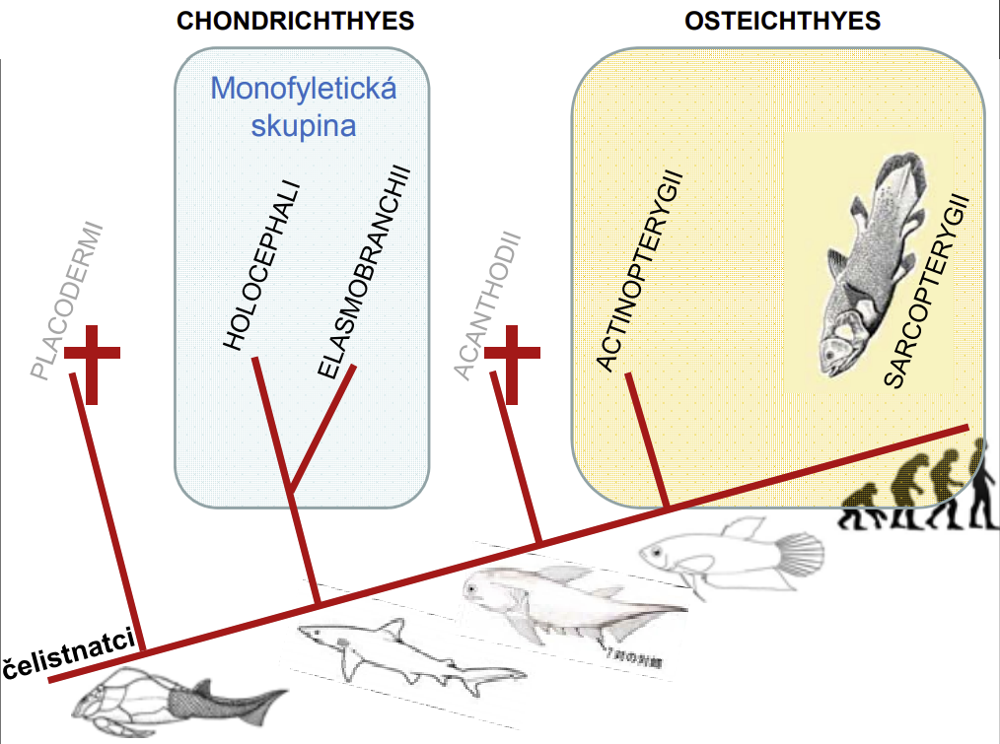 CHONDRICHTHYES
OSTEICHTHYES
Monofyletická
skupina
PLACODERMI
HOLOCEPHALI
ELASMOBRANCHII
ACANTHODII
ACTINOPTERYGII
SARCOPTERYGII
čelistnatci